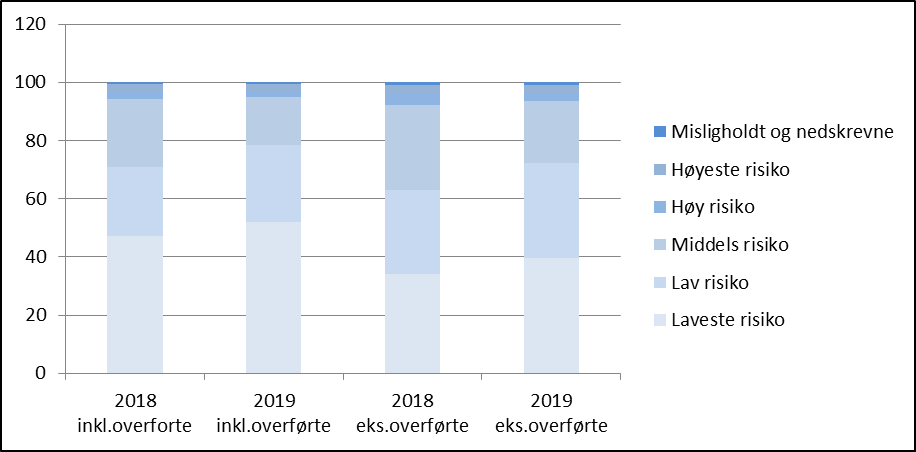 120
100
80
60
40
20
0
2018
inkl.overforte
2019
inkl.overførte
2018
eks.overførte
2019
eks.overførte
Misligholdt og nedskrevne
Høyeste risiko
Høy risiko
Middels risiko
Lav risiko
Laveste risiko